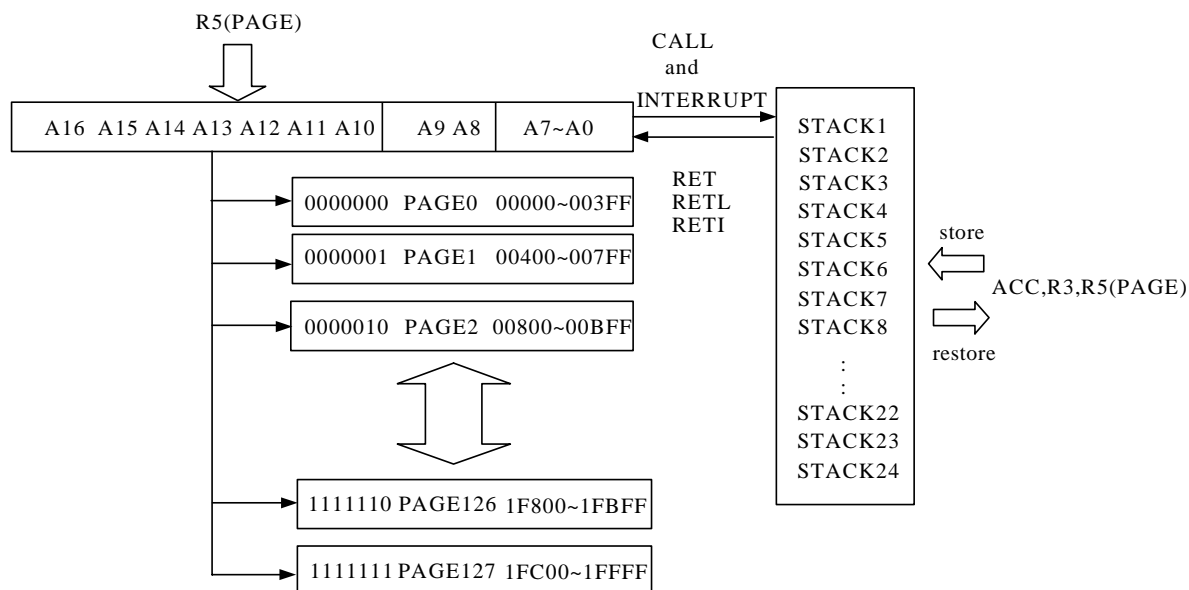 R5(PAGE)
A16 A15 A14 A13 A12 A11 A10 A9 A8 A7~A0
CALL
and
INTERRUPT
RET
RETL
RETI
0000000 PAGE0 00000~003FF
0000001 PAGE1 00400~007FF
0000010 PAGE2 00800~00BFF
1111110 PAGE126 1F800~1FBFF
1111111 PAGE127 1FC00~1FFFF
STACK1
STACK2
STACK3
STACK4
STACK5
STACK6
STACK7
STACK8
:
:
STACK22
STACK23
STACK24
store
ACC,R3,R5(PAGE)
restore